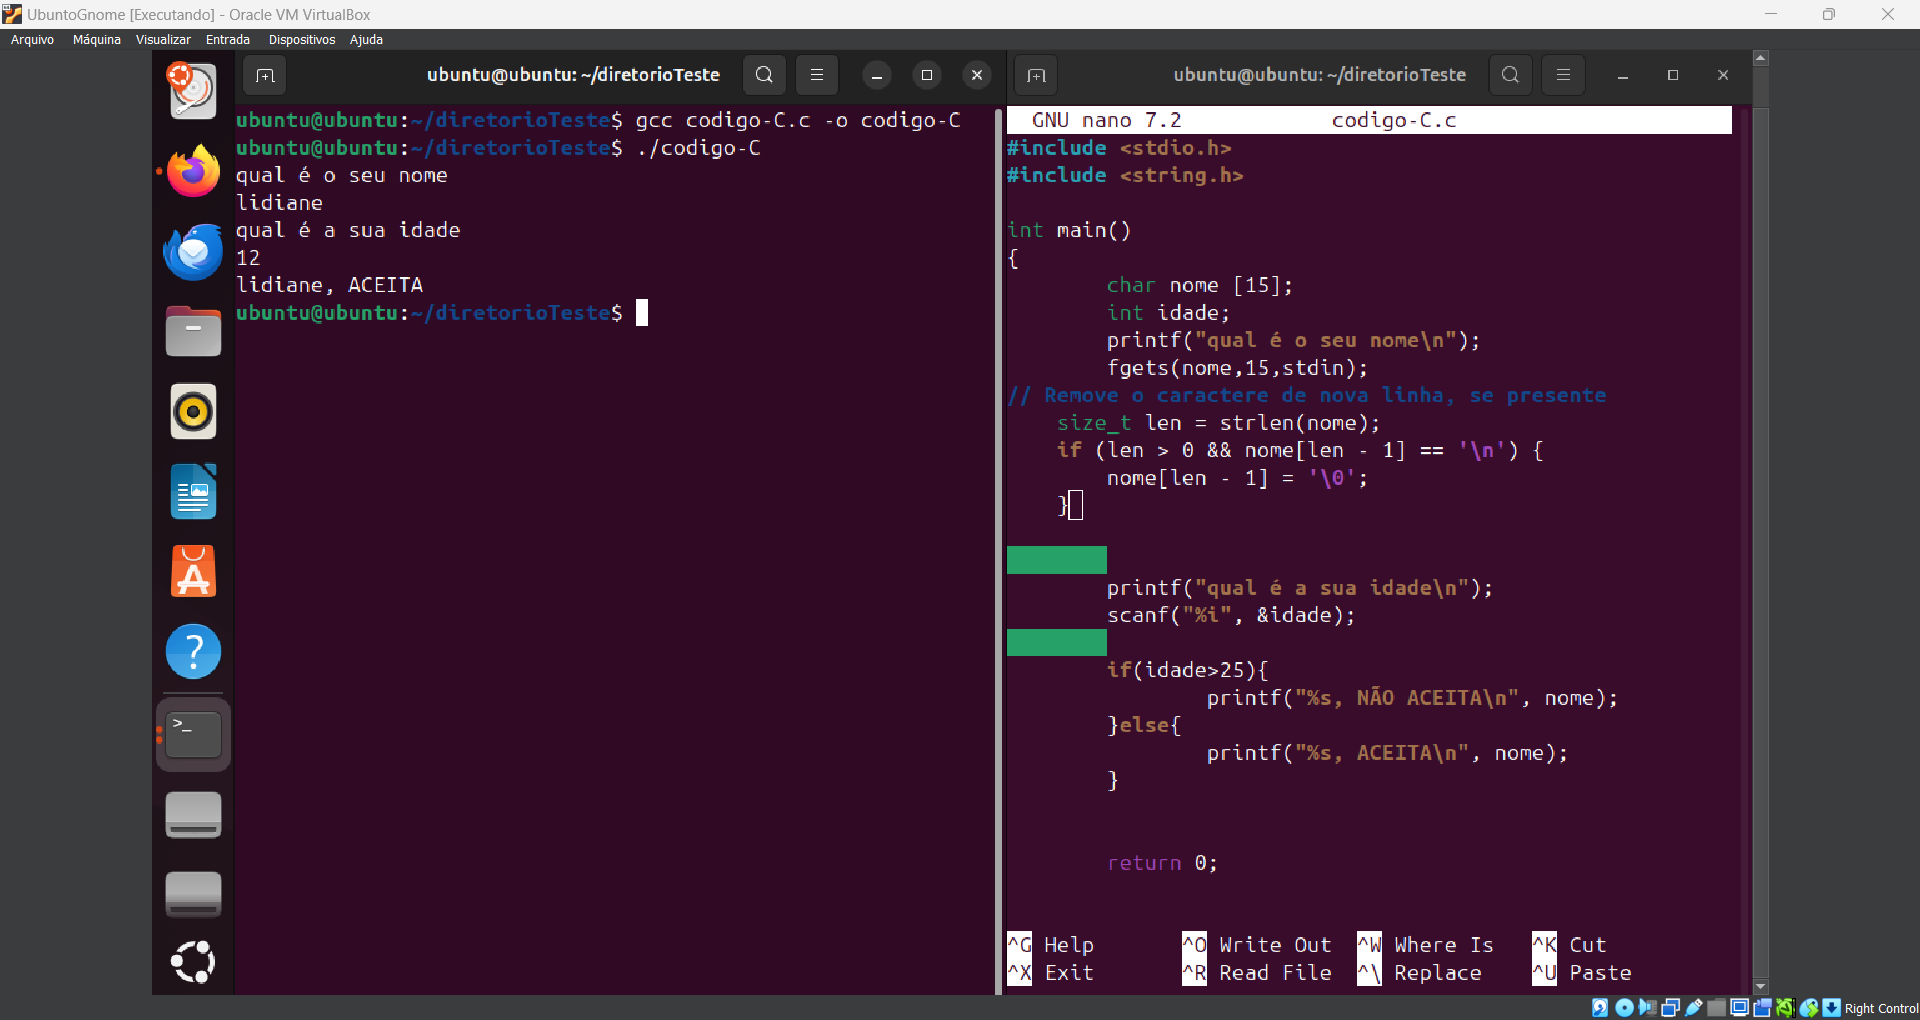 UbuntoGnome [Executando] - Oracle VM VirtualBox
Arquivo Máquina Visualizar Entrada Dispositivos Ajuda
ubuntu@ubuntu: ~/diretorioTeste
ubuntu@ubuntu:~/diretorioTeste$ gcc codigo-C.c -o codigo-C
ubuntu@ubuntu:~/diretorioTeste$ ./codigo-C
qual é o seu nome
lidiane
qual é a sua idade
12
lidiane, ACEITA
ubuntu@ubuntu:~/diretorioTeste$
ubuntu@ubuntu: ~/diretorioTeste
GNU nano 7.2 codigo-C.c
#include <stdio.h>
#include <string.h>
int main()
{
char nome [15];
int idade;
printf("qual é o seu nome\n");
fgets(nome,15,stdin);
// Remove o caractere de nova linha, se presente
size_t len = strlen(nome);
if (len > 0 && nome[len - 1] == '\n') {
nome[len - 1] = '\0';
}
printf("qual é a sua idade\n");
scanf("%i", &idade);
if(idade>25){
printf("%s, NÃO ACEITA\n", nome);
}else{
printf("%s, ACEITA\n", nome);
}
return 0;
^G Help ^O Write Out ^W Where Is ^K Cut
^X Exit ^R Read File ^\ Replace ^U Paste
Right Control